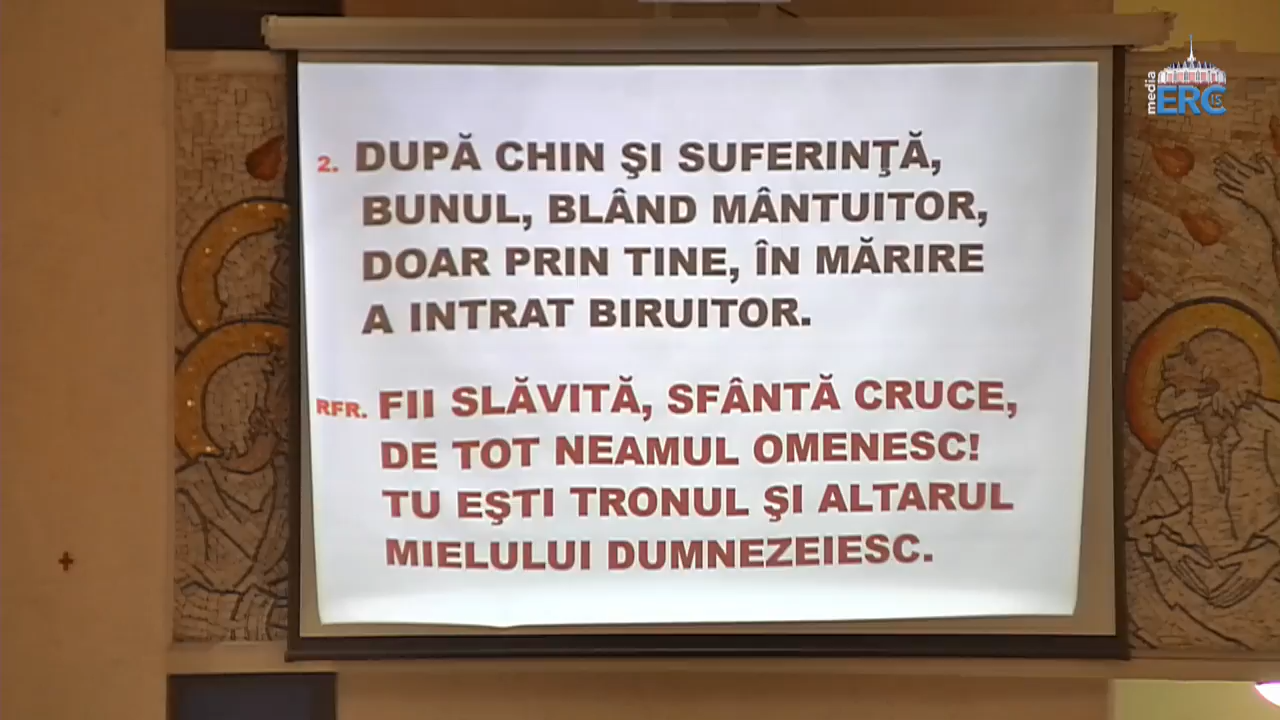 media
ERC
15
2. DUPĂ CHIN ŞI SUFERINŢĂ,
BUNUL, BLÂND MÂNTUITOR,
DOAR PRIN TINE, ÎN MĂRIRE
A INTRAT BIRUITOR.
RFR. FII SLĂVITĂ, SFÂNTĂ CRUCE,
DE TOT NEAMUL OMENESC!
TU EŞTI TRONUL ŞI ALTARUL
MIELULUI DUMNEZEIESC.